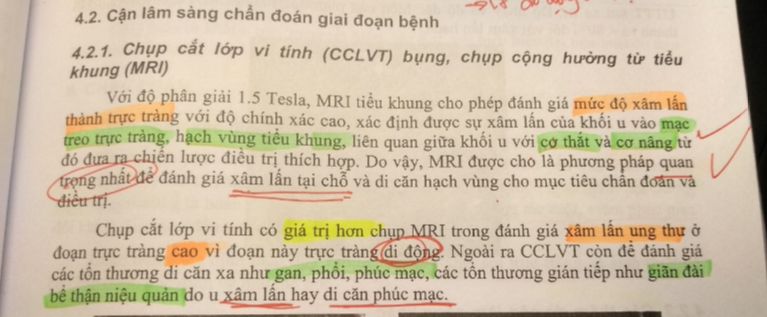 4.2. Cận lâm sàng chẩn đoán giai đoạn bệnh
4.2.1. Chụp cắt lớp vi tính (CCLVT) bụng, chụp cộng hưởng từ tiểu
khung (MRI)
Với độ phân giải 1.5 Tesla, MRI tiểu khung cho phép đánh giá mức độ xâm lấn
thành trực tràng với độ chính xác cao, xác định được sự xâm lấn của khối u vào mạc
treo trực tràng, hạch vùng tiểu khung, liên quan giữa khối u với cơ thắt và cơ nâng từ
đó đưa ra chiến lược điều trị thích hợp. Do vậy, MRI được cho là phương pháp quan
trọng nhất để đánh giá xâm lấn tại chỗ và di căn hạch vùng cho mục tiêu chẩn đoán và
điều trị.
Chụp cắt lớp vi tính có giá trị hơn chụp MRI trong đánh giá xâm lấn ung thư ở
đoạn trực tràng cao vì đoạn này trực tràng di động. Ngoài ra CCLVT còn để đánh giá
các tổn thương di căn xa như gan, phổi, phúc mạc, các tổn thương gián tiếp như giãn đài
bể thận niệu quản do u xâm lấn hay di căn phúc mạc.